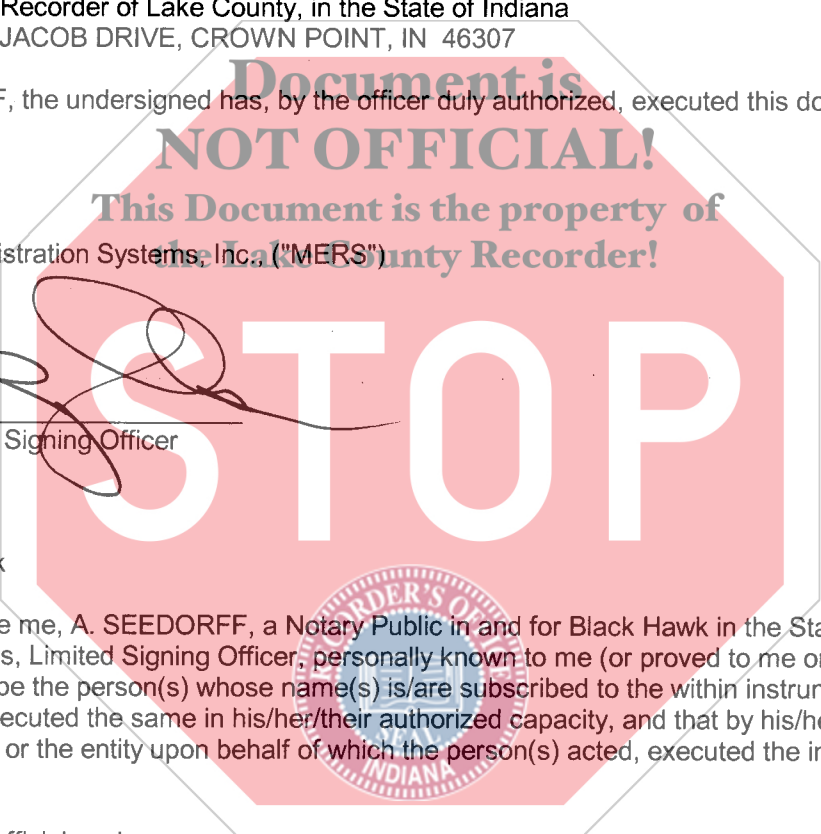 Recorder of Lake County, in the State of Indiana
JACOB DRIVE, CROWN POINT, IN 46307
Document is
F, the undersigned has, by the officer duly authorized, executed this do
NOT OFFICIAL!
This Document is the property of
istration Systems, Inc., ("MERS")
the Lake County Recorder!
STOP
Signing Officer
k
RECORDER'S OFFICE
e me, A. SEEDORFF, a Notary Public in and for Black Hawk in the Sta
s, Limited Signing Officer, personally known to me (or proved to me or
be the person(s) whose name(s) is/are subscribed to the within instrun
ecuted the same in his/her/their authorized capacity, and that by his/he
SEAL
or the entity upon behalf of which the person(s) acted, executed the in
INDIANA